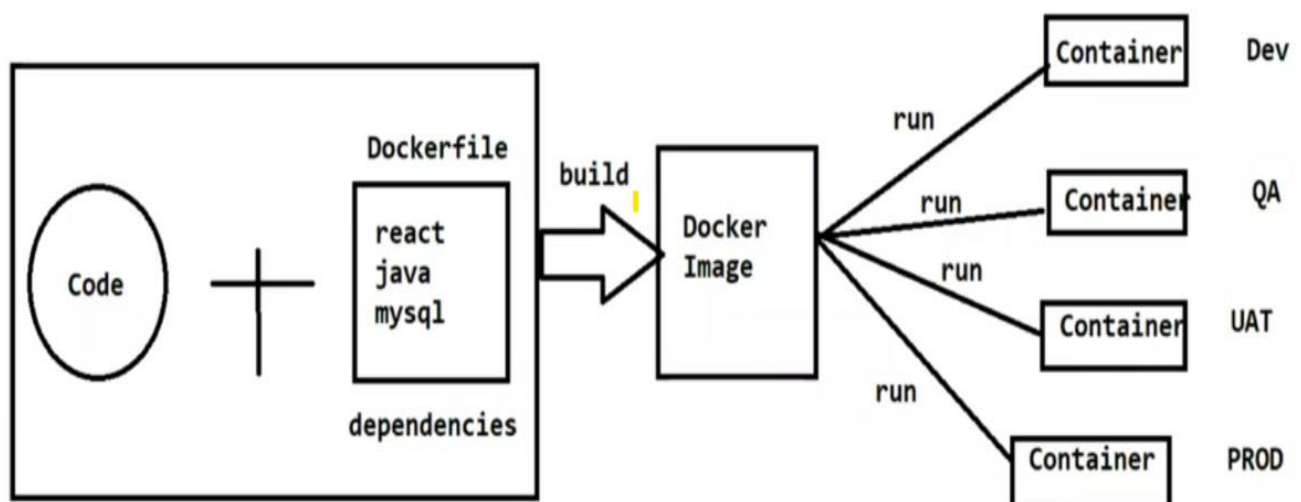 Code
Dockerfile
react
java
mysql
dependencies
build
Docker
Image
run
run
run
run
Container Dev
Container QA
Container UAT
Container PROD